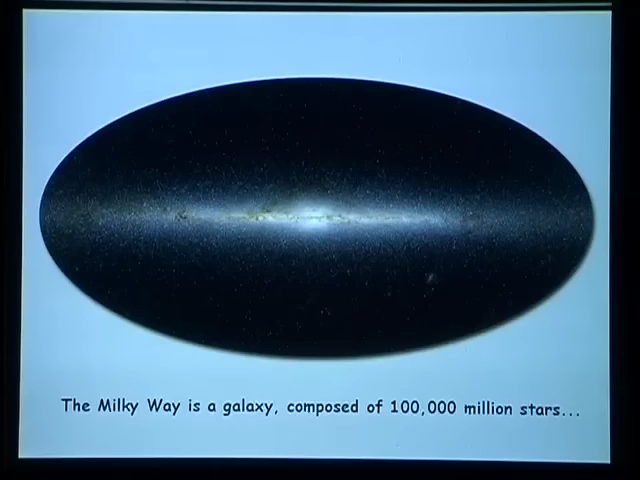 The Milky Way is a galaxy, composed of 100,000 million stars...